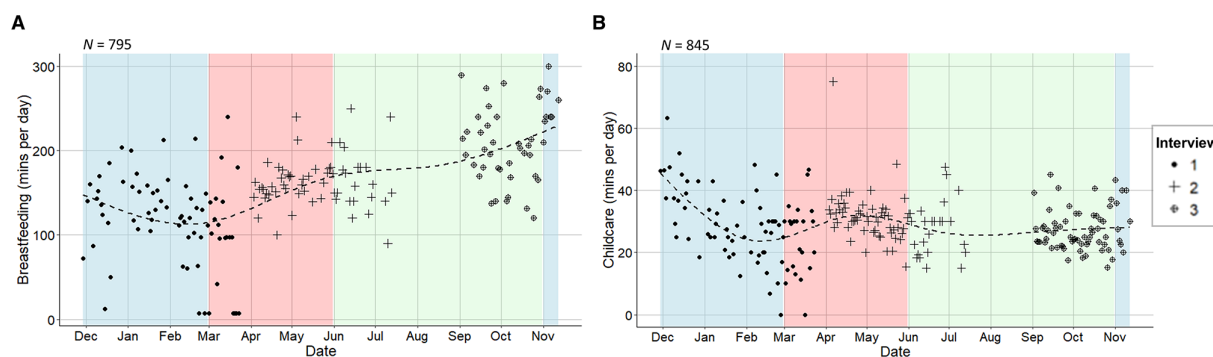 A
N = 795
Breastfeeding (mins per day)
300
200
100
0
Dec Jan Feb Mar Apr May Jun Jul Aug Sep Oct Nov
Date
B
N = 845
Childcare (mins per day)
80
60
40
20
0
Dec Jan Feb Mar Apr May Jun Jul Aug Sep Oct Nov
Date
Interview
1
2
3